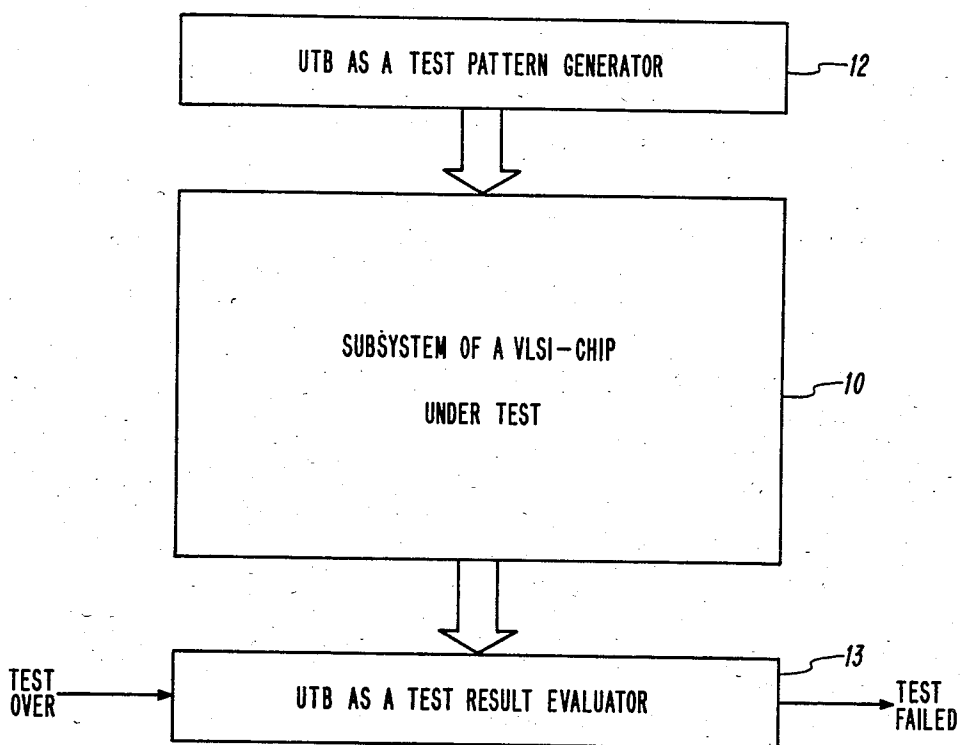 UTB AS A TEST PATTERN GENERATOR
12
SUBSYSTEM OF A VLSI-CHIP
UNDER TEST
10
TEST
OVER
UTB AS A TEST RESULT EVALUATOR
13
TEST
FAILED